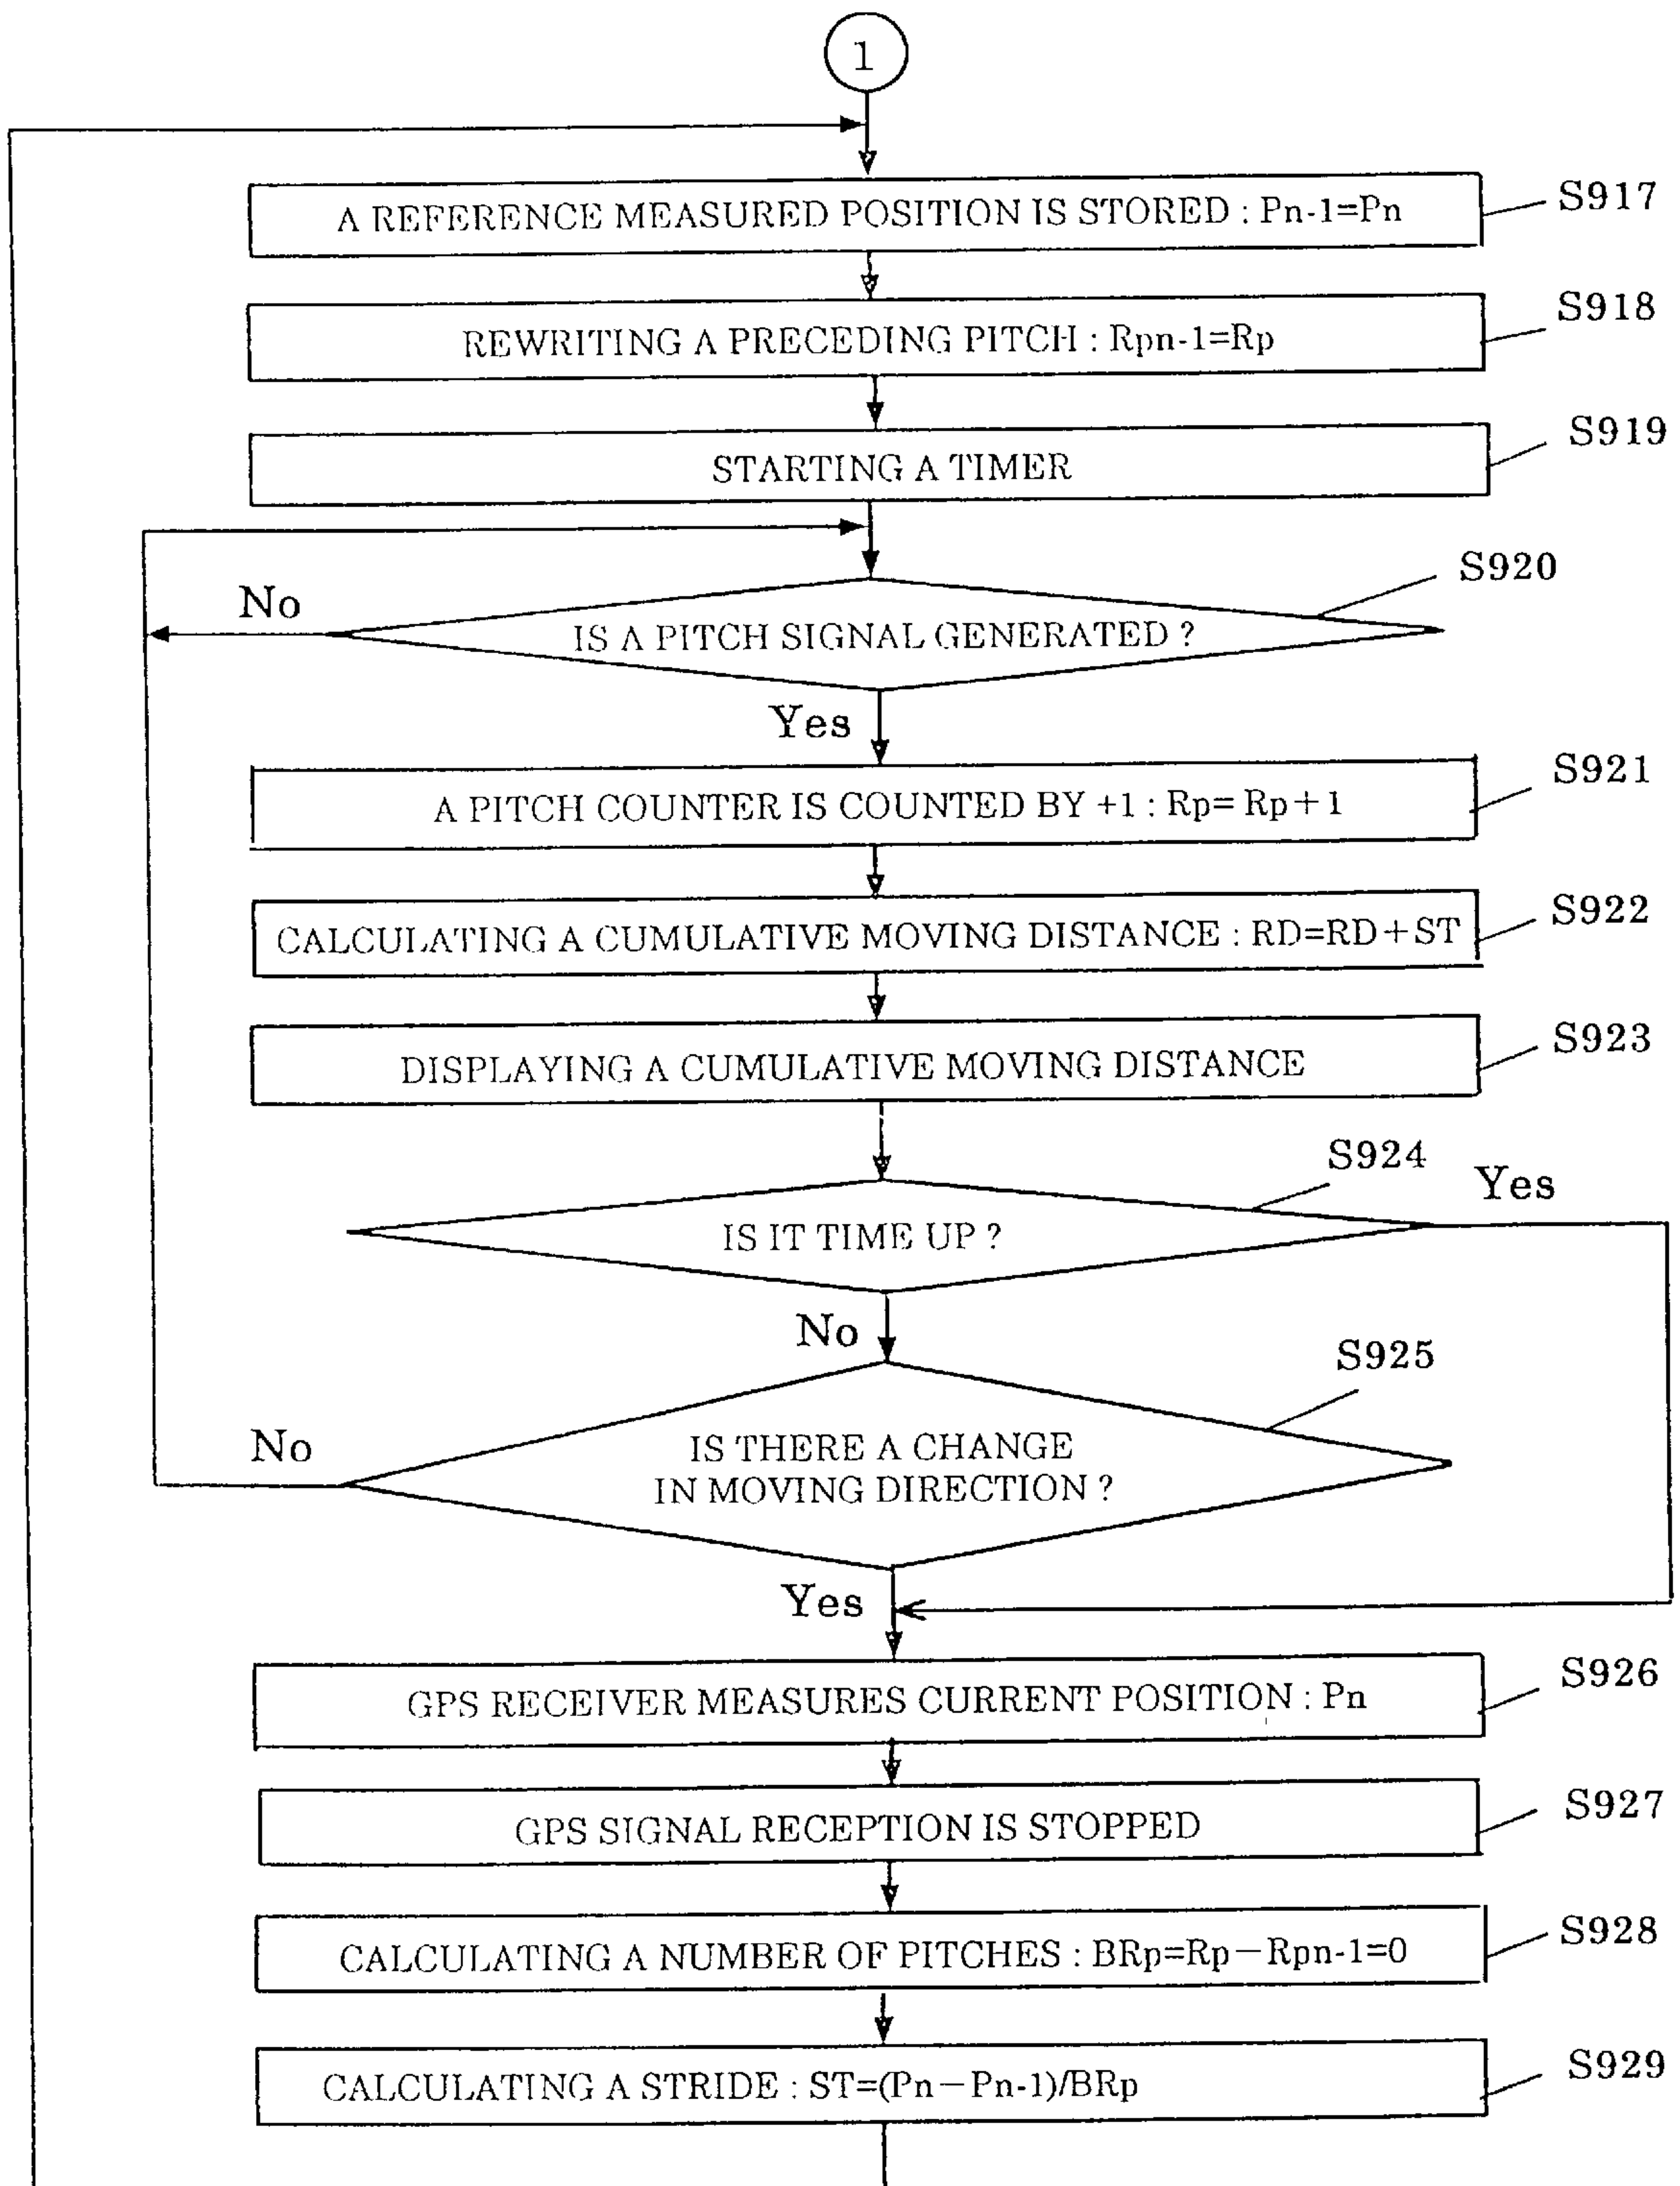 1
A REFERENCE MEASURED POSITION IS STORED : Pn-1=Pn
S917
REWRITING A PRECEDING PITCH : Rpn-1=Rp
S918
STARTING A TIMER
S919
IS A PITCH SIGNAL GENERATED ?
S920
No
Yes
A PITCH COUNTER IS COUNTED BY +1 : Rp= Rp+1
S921
CALCULATING A CUMULATIVE MOVING DISTANCE : RD=RD+ST
S922
DISPLAYING A CUMULATIVE MOVING DISTANCE
S923
IS IT TIME UP ?
S924
Yes
No
IS THERE A CHANGE
IN MOVING DIRECTION ?
S925
No
Yes
GPS RECEIVER MEASURES CURRENT POSITION : Pn
S926
GPS SIGNAL RECEPTION IS STOPPED
S927
CALCULATING A NUMBER OF PITCHES : BRp=Rp−Rpn-1=0
S928
CALCULATING A STRIDE : ST=(Pn−Pn-1)/BRp
S929